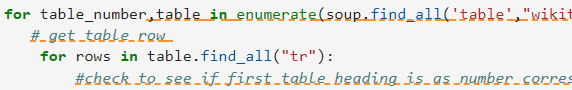 for table_number,table in enumerate(soup.find_all('table',"wikit
# get table row
for rows in table.find_all("tr"):
#check to see if first table heading is as number corres